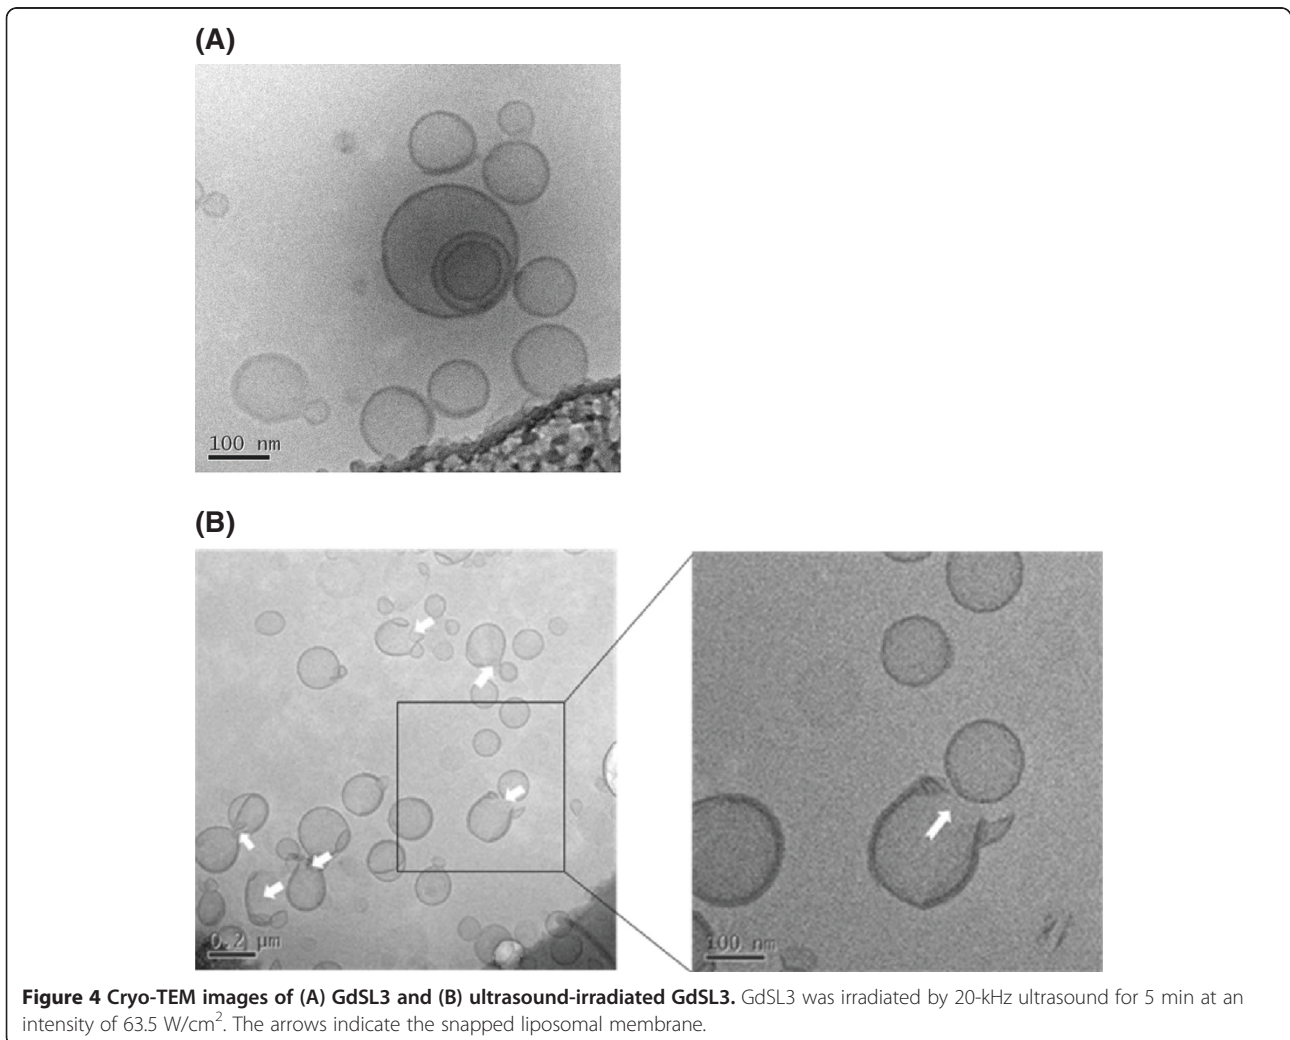 (A)
100 nm
(B)
0.2 μm
100 nm
Figure 4 Cryo-TEM images of (A) GdSL3 and (B) ultrasound-irradiated GdSL3. GdSL3 was irradiated by 20-kHz ultrasound for 5 min at an
intensity of 63.5 W/cm². The arrows indicate the snapped liposomal membrane.